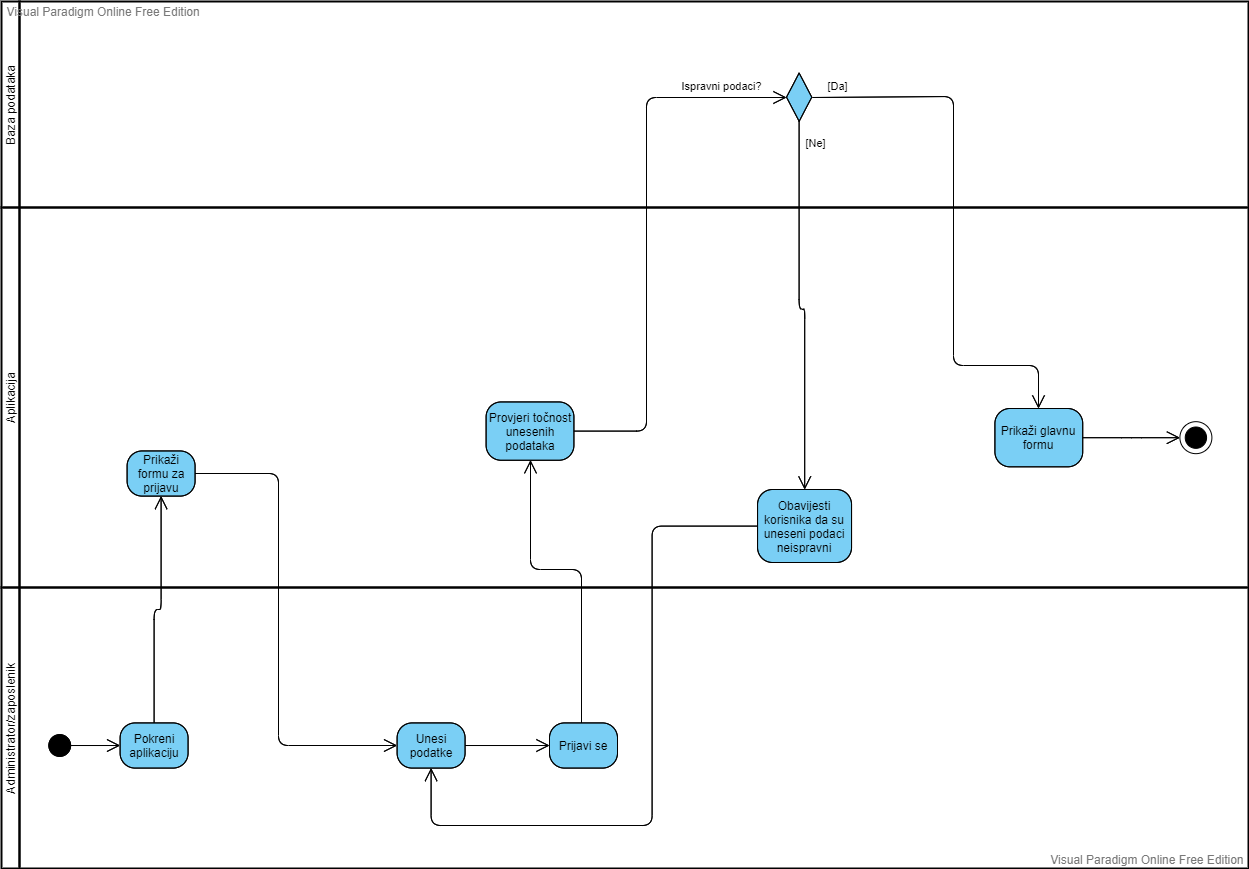 Visual Paradigm Online Free Edition
Baza podataka
Ispravni podaci?
[Da]
[Ne]
Aplikacija
Prikaži
formu za
prijavu
Provjeri točnost
unesenih
podataka
Obavijesti
korisnika da su
uneseni podaci
neispravni
Prikaži glavnu
formu
Administrator/zaposlenik
Pokreni
aplikaciju
Unesi
podatke
Prijavi se
Visual Paradigm Online Free Edition